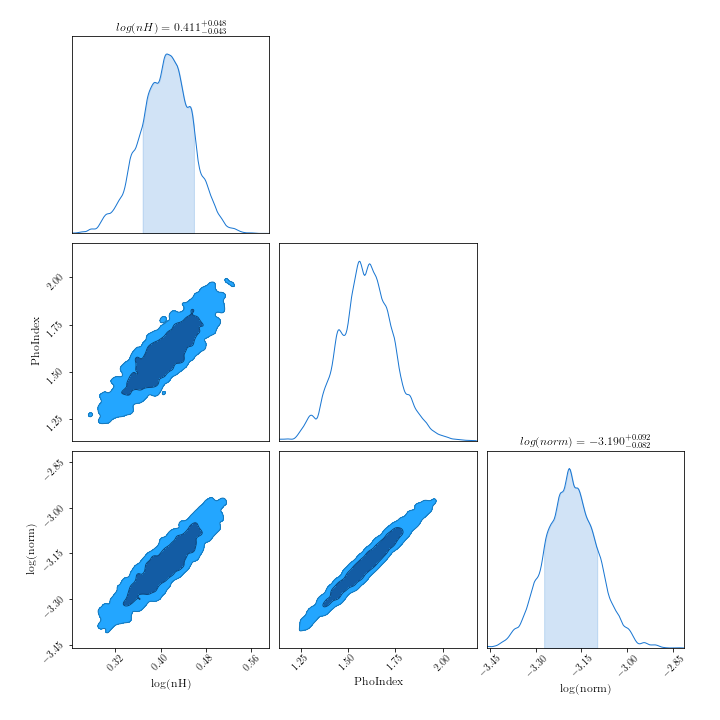 log(nH) = 0.411^{+0.048}_{-0.043}
2.00
1.75
1.50
1.25
PhoIndex
log(norm) = −3.190^{+0.092}_{-0.082}
−2.85
−3.00
−3.15
−3.30
−3.45
log(norm)
0.32 0.40 0.48 0.56
log(nH)
1.25 1.50 1.75 2.00
PhoIndex
−3.45 −3.30 −3.15 −3.00 −2.85
log(norm)